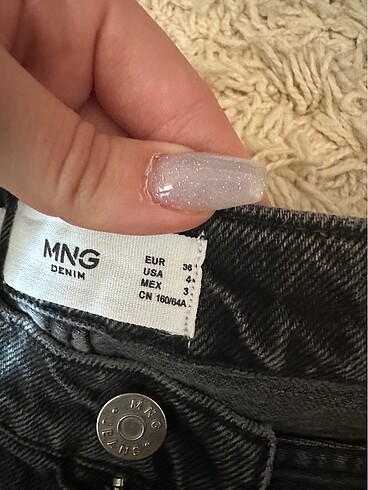 MNG
DENIM
EUR 36
USA 4
MEX 3
CN 160/64A
MNG
JEANS